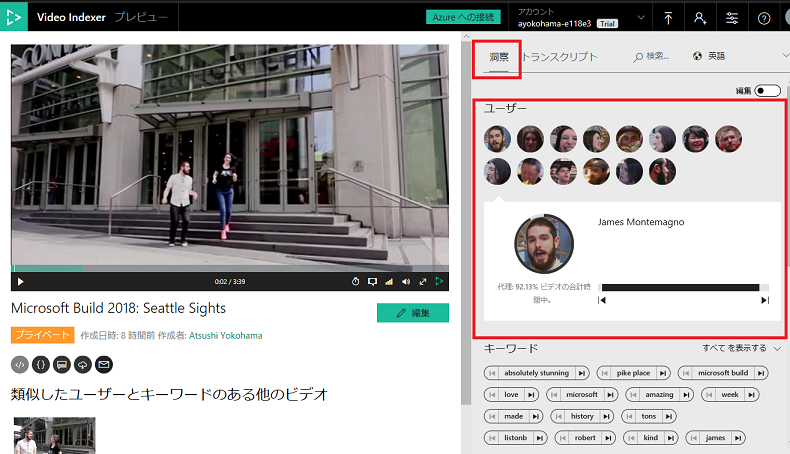 Video Indexer プレビュー
Azure への接続
アカウント
ayokohama-e118e3 Trial
洞察
トランスクリプト
検索...
英語
編集
ユーザー
James Montemagno
代理: 92.13% ビデオの合計時
間中。
0:02 / 3:39
Microsoft Build 2018: Seattle Sights
編集
プライベート 作成日時: 8 時間前 作成者: Atsushi Yokohama
類似したユーザーとキーワードのある他のビデオ
キーワード
すべて を表示する
absolutely stunning
pike place
microsoft build
love
microsoft
amazing
week
made
history
tons
listonb
robert
kind
james